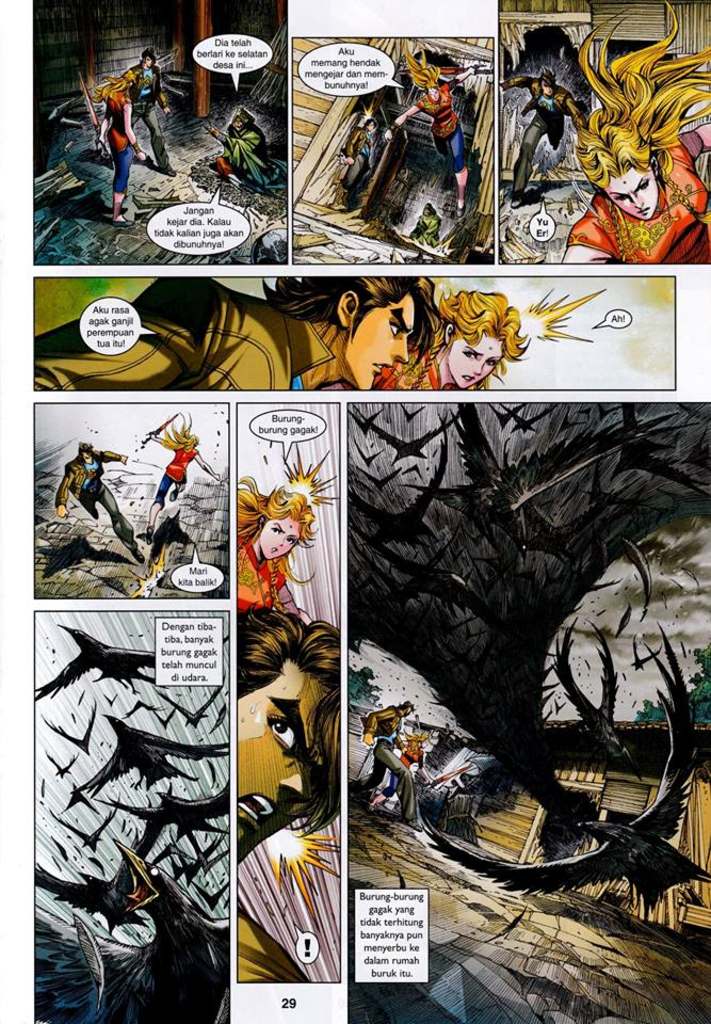 Dia telah
berlari ke selatan
desa ini...
Jangan
kejar dia. Kalau
tidak kalian juga akan
dibunuhnya!
Aku
memang hendak
mengejar dan mem-
bunuhnya!
Yu
Er!
Aku rasa
agak ganjil
perempuan
tua itu!
Ah!
Mari
kita balik!
Burung-
burung gagak!
Dengan tiba-
tiba, banyak
burung gagak
telah muncul
di udara.
!
Burung-burung
gagak yang
tidak terhitung
banyaknya pun
menyerbu ke
dalam rumah
buruk itu.
29